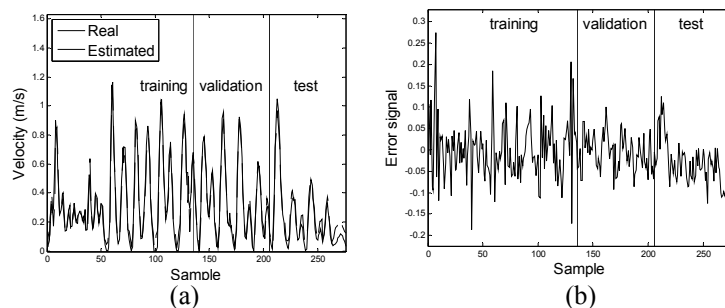 1.6
1.4
1.2
1
0.8
0.6
0.4
0.2
0
Velocity (m/s)
Real
Estimated
training
validation
test
0
50
100
150
200
250
Sample
(a)
0.3
0.25
0.2
0.15
0.1
0.05
0
-0.05
-0.1
-0.15
-0.2
Error signal
training
validation
test
0
50
100
150
200
250
Sample
(b)